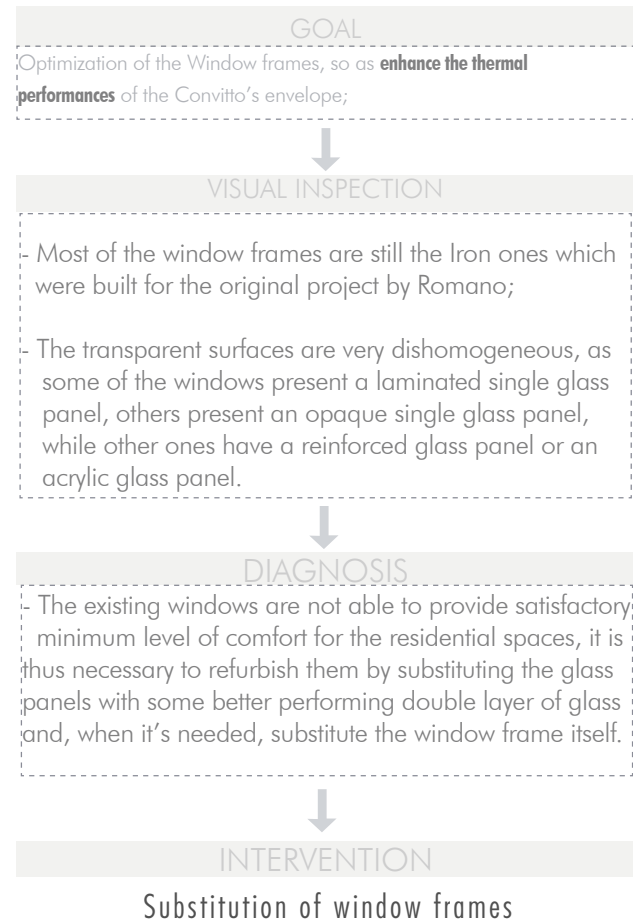 GOAL
Optimization of the Window frames, so as enhance the thermal
performances of the Convitto’s envelope;
VISUAL INSPECTION
- Most of the window frames are still the Iron ones which
were built for the original project by Romano;
- The transparent surfaces are very dishomogeneous, as
some of the windows present a laminated single glass
panel, others present an opaque single glass panel,
while other ones have a reinforced glass panel or an
acrylic glass panel.
DIAGNOSIS
- The existing windows are not able to provide satisfactory
minimum level of comfort for the residential spaces, it is
thus necessary to refurbish them by substituting the glass
panels with some better performing double layer of glass
and, when it’s needed, substitute the window frame itself.
INTERVENTION
Substitution of window frames